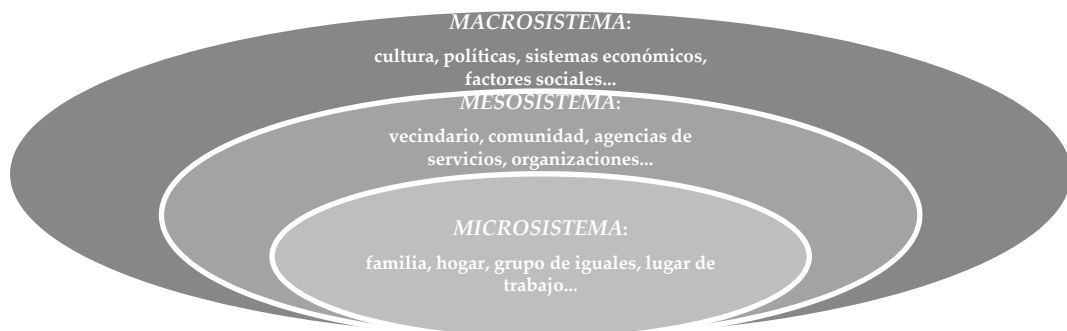 MACROSISTEMA:
cultura, políticas, sistemas económicos,
factores sociales...
MESOSISTEMA:
vecindario, comunidad, agencias de
servicios, organizaciones...
MICROSISTEMA:
familia, hogar, grupo de iguales, lugar de
trabajo...